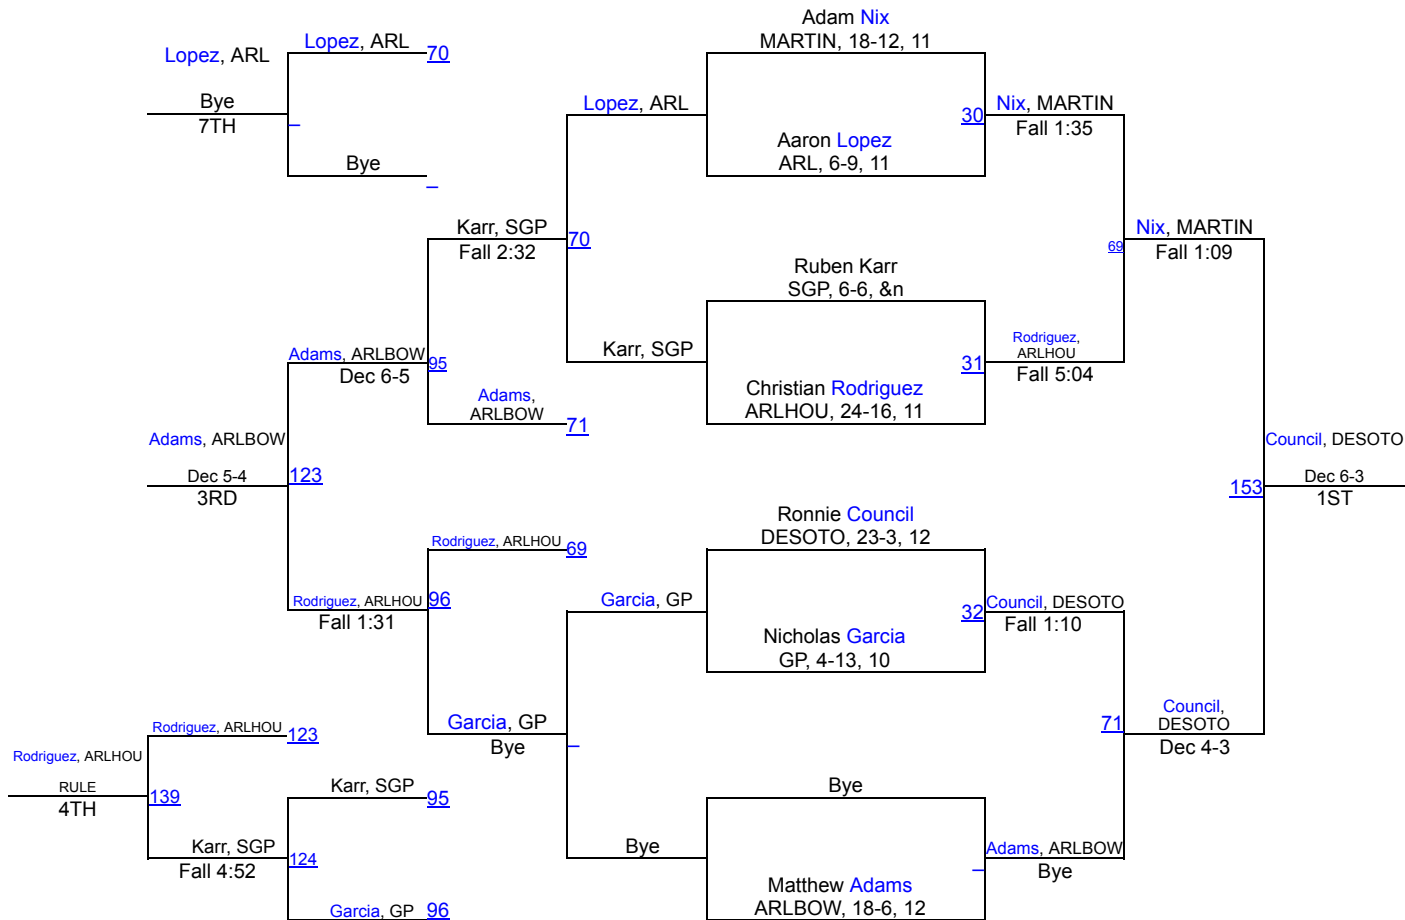 Adam Nix
MARTIN, 18-12, 11
Lopez, ARL
70
Lopez, ARL
Bye
7TH
_
Bye
_
Lopez, ARL
30
Nix, MARTIN
Fall 1:35
Aaron Lopez
ARL, 6-9, 11
Karr, SGP
Fall 2:32
70
Nix, MARTIN
Fall 1:09
69
Ruben Karr
SGP, 6-6, &n
Karr, SGP
31
Rodriguez,
ARLHOU
Fall 5:04
Christian Rodriguez
ARLHOU, 24-16, 11
Adams, ARLBOW
Dec 6-5
95
Adams,
ARLBOW
71
Adams, ARLBOW
Dec 5-4
3RD
123
Council, DESOTO
Dec 6-3
1ST
153
Ronnie Council
DESOTO, 23-3, 12
Rodriguez, ARLHOU
69
Rodriguez, ARLHOU
Fall 1:31
96
Garcia, GP
32
Council, DESOTO
Fall 1:10
Nicholas Garcia
GP, 4-13, 10
Garcia, GP
Bye
_
71
Council,
DESOTO
Dec 4-3
Rodriguez, ARLHOU
123
Rodriguez, ARLHOU
RULE
4TH
139
Karr, SGP
95
Bye
Karr, SGP
Fall 4:52
124
Bye
_
Adams, ARLBOW
Bye
Matthew Adams
ARLBOW, 18-6, 12
Garcia, GP
96